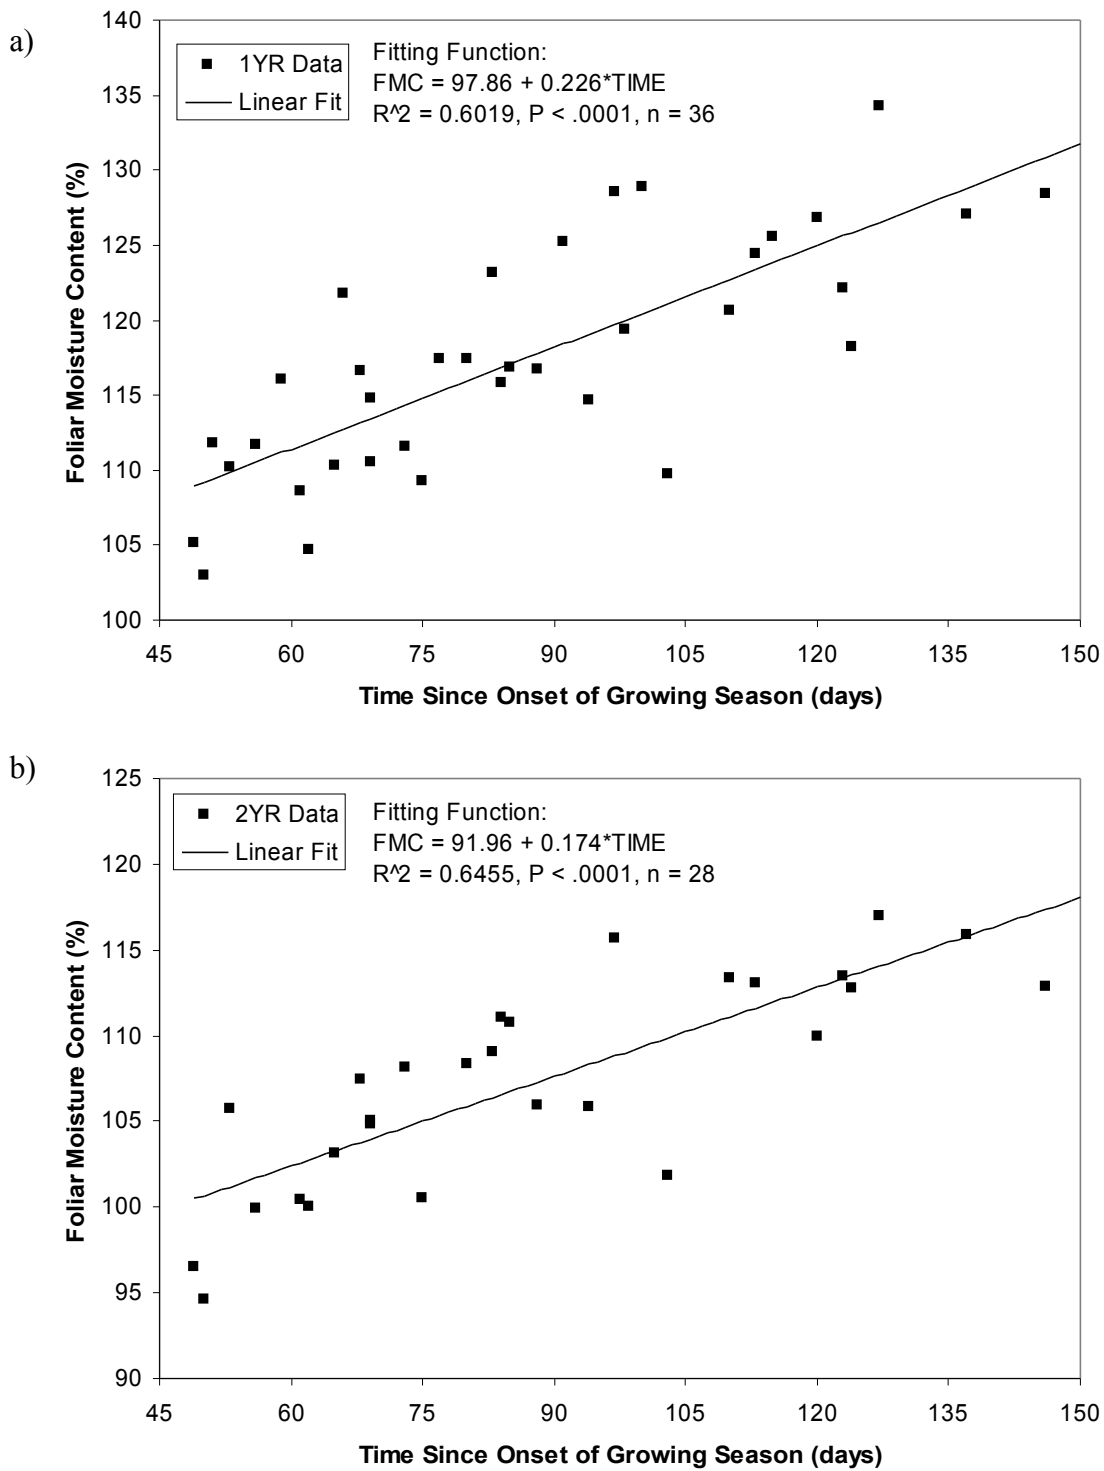 a)
140
135
130
125
120
115
110
105
100
Foliar Moisture Content (%)
1YR Data
Linear Fit
Fitting Function:
FMC = 97.86 + 0.226*TIME
R^2 = 0.6019, P < .0001, n = 36
45 60 75 90 105 120 135 150
Time Since Onset of Growing Season (days)
b)
125
120
115
110
105
100
95
90
Foliar Moisture Content (%)
2YR Data
Linear Fit
Fitting Function:
FMC = 91.96 + 0.174*TIME
R^2 = 0.6455, P < .0001, n = 28
45 60 75 90 105 120 135 150
Time Since Onset of Growing Season (days)